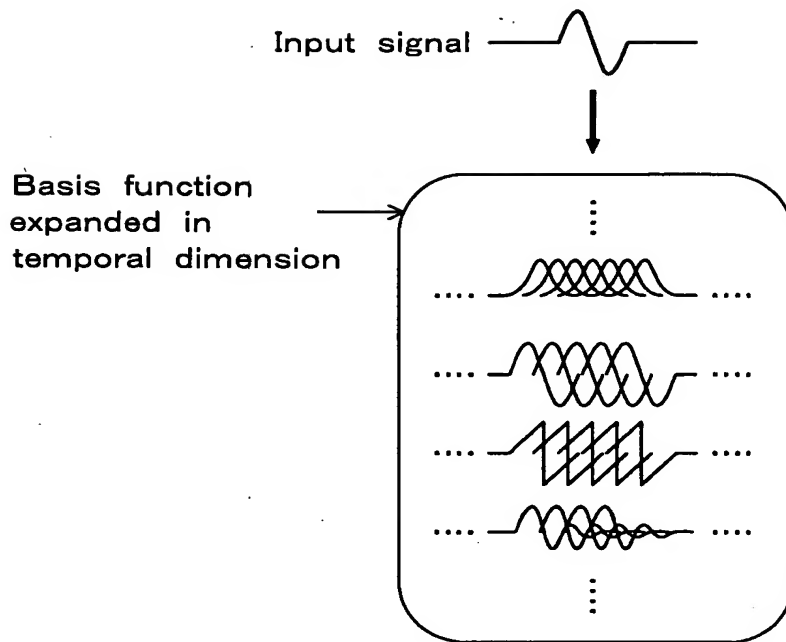 Input signal
Basis function
expanded in
temporal dimension